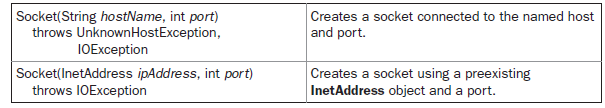 Socket(String hostName, int port)
throws UnknownHostException,
IOException
Creates a socket connected to the named host
and port.
Socket(InetAddress ipAddress, int port)
throws IOException
Creates a socket using a preexisting
InetAddress object and a port.